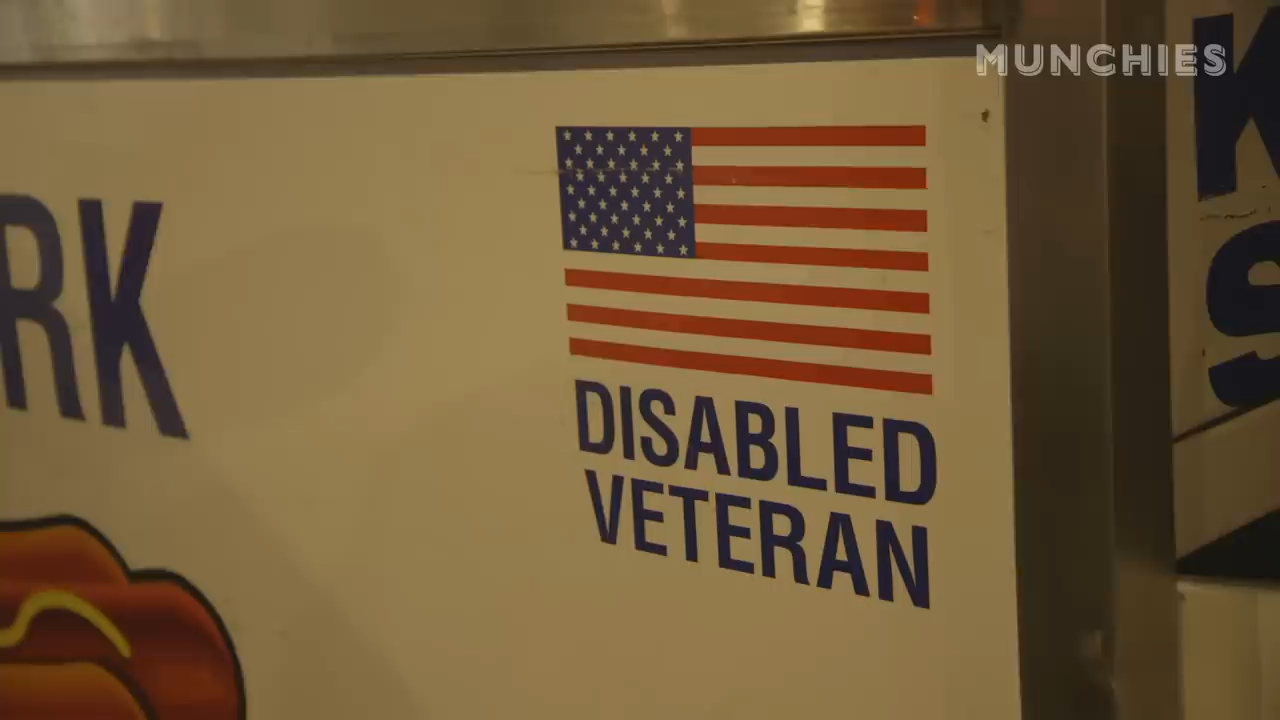 MUNCHIES
RK
DISABLED
VETERAN
K
S